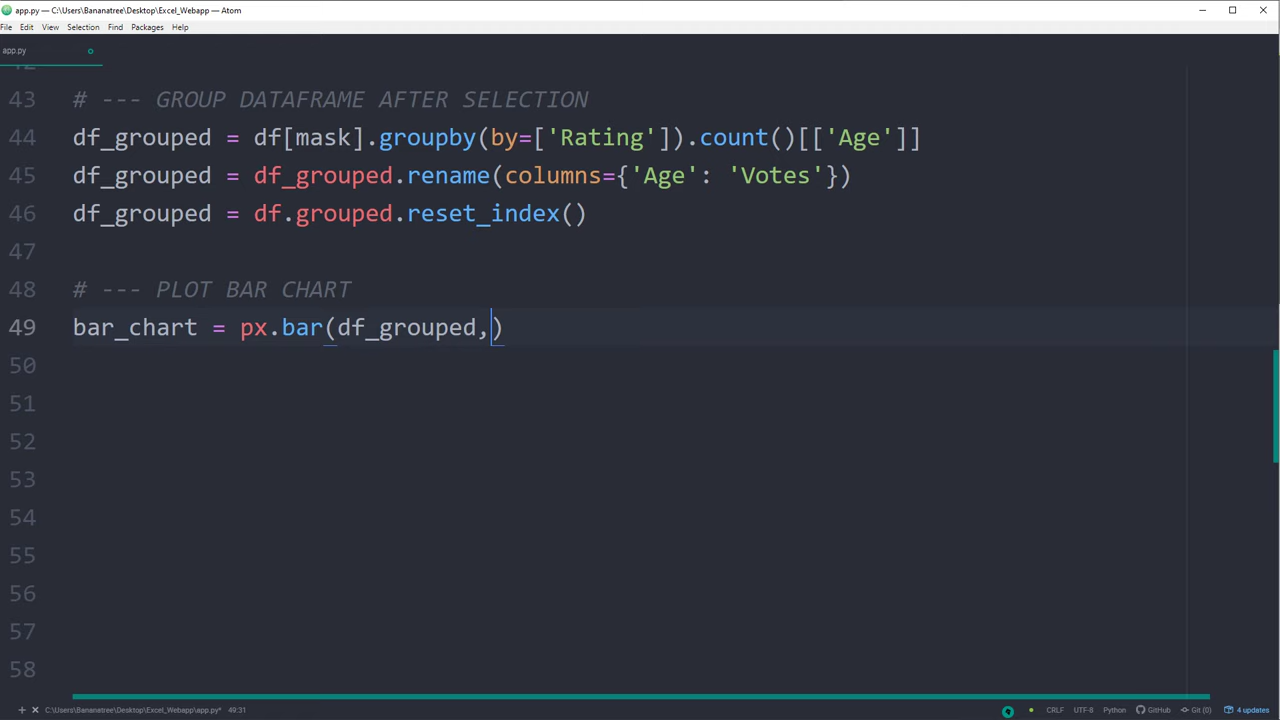 app.py — C:\Users\Bananatree\Desktop\Excel_Webapp — Atom
File Edit View Selection Find Packages Help
app.py
42
43 # --- GROUP DATAFRAME AFTER SELECTION
44 df_grouped = df[mask].groupby(by=['Rating']).count()[['Age']]
45 df_grouped = df_grouped.rename(columns={'Age': 'Votes'})
46 df_grouped = df.grouped.reset_index()
47
48 # --- PLOT BAR CHART
49 bar_chart = px.bar(df_grouped,)
50
51
52
53
54
55
56
57
58
C:\Users\Bananatree\Desktop\Excel_Webapp\app.py* 49:31 CRLF UTF-8 Python GitHub Git (0) 4 updates